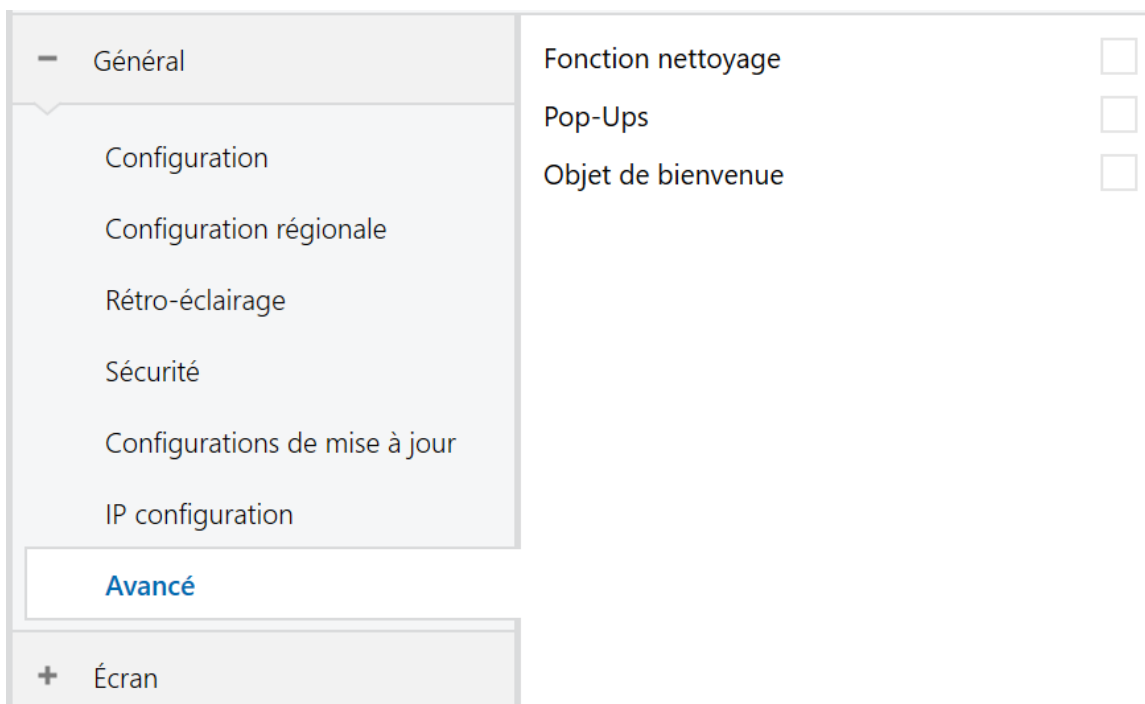 Général
Configuration
Configuration régionale
Rétro-éclairage
Sécurité
Configurations de mise à jour
IP configuration
Avancé
Écran
Fonction nettoyage
Pop-Ups
Objet de bienvenue